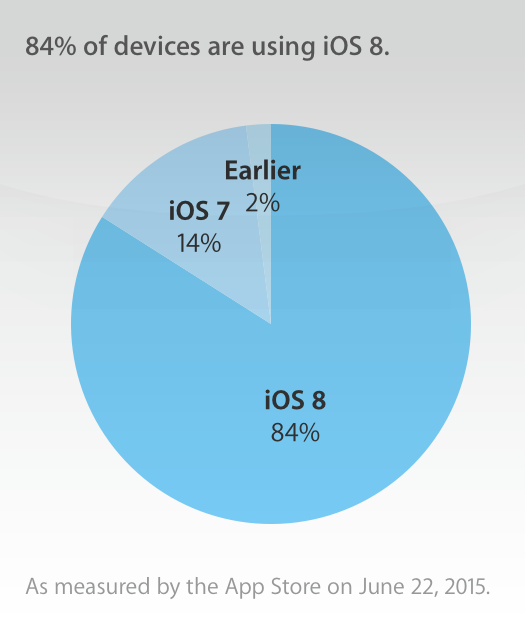 84% of devices are using iOS 8.
Earlier
2%
iOS 7
14%
iOS 8
84%
As measured by the App Store on June 22, 2015.